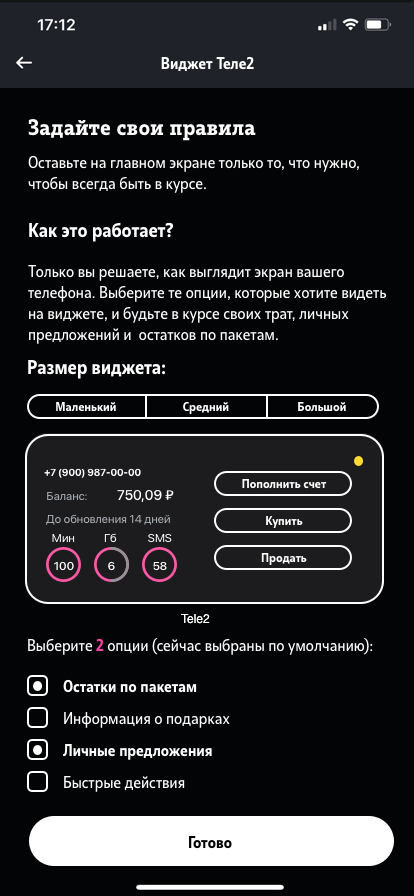 17:12
Виджет Теле2
Задайте свои правила
Оставьте на главном экране только то, что нужно,
чтобы всегда быть в курсе.
Как это работает?
Только вы решаете, как выглядит экран вашего
телефона. Выберите те опции, которые хотите видеть
на виджете, и будьте в курсе своих трат, личных
предложений и остатков по пакетам.
Размер виджета:
Маленький Средний Большой
+7 (900) 987-00-00
Баланс: 750,09 ₽
До обновления 14 дней
Мин Гб SMS
100 6 58
Пополнить счет
Купить
Продать
Tele2
Выберите 2 опции (сейчас выбраны по умолчанию):
Остатки по пакетам
Информация о подарках
Личные предложения
Быстрые действия
Готово